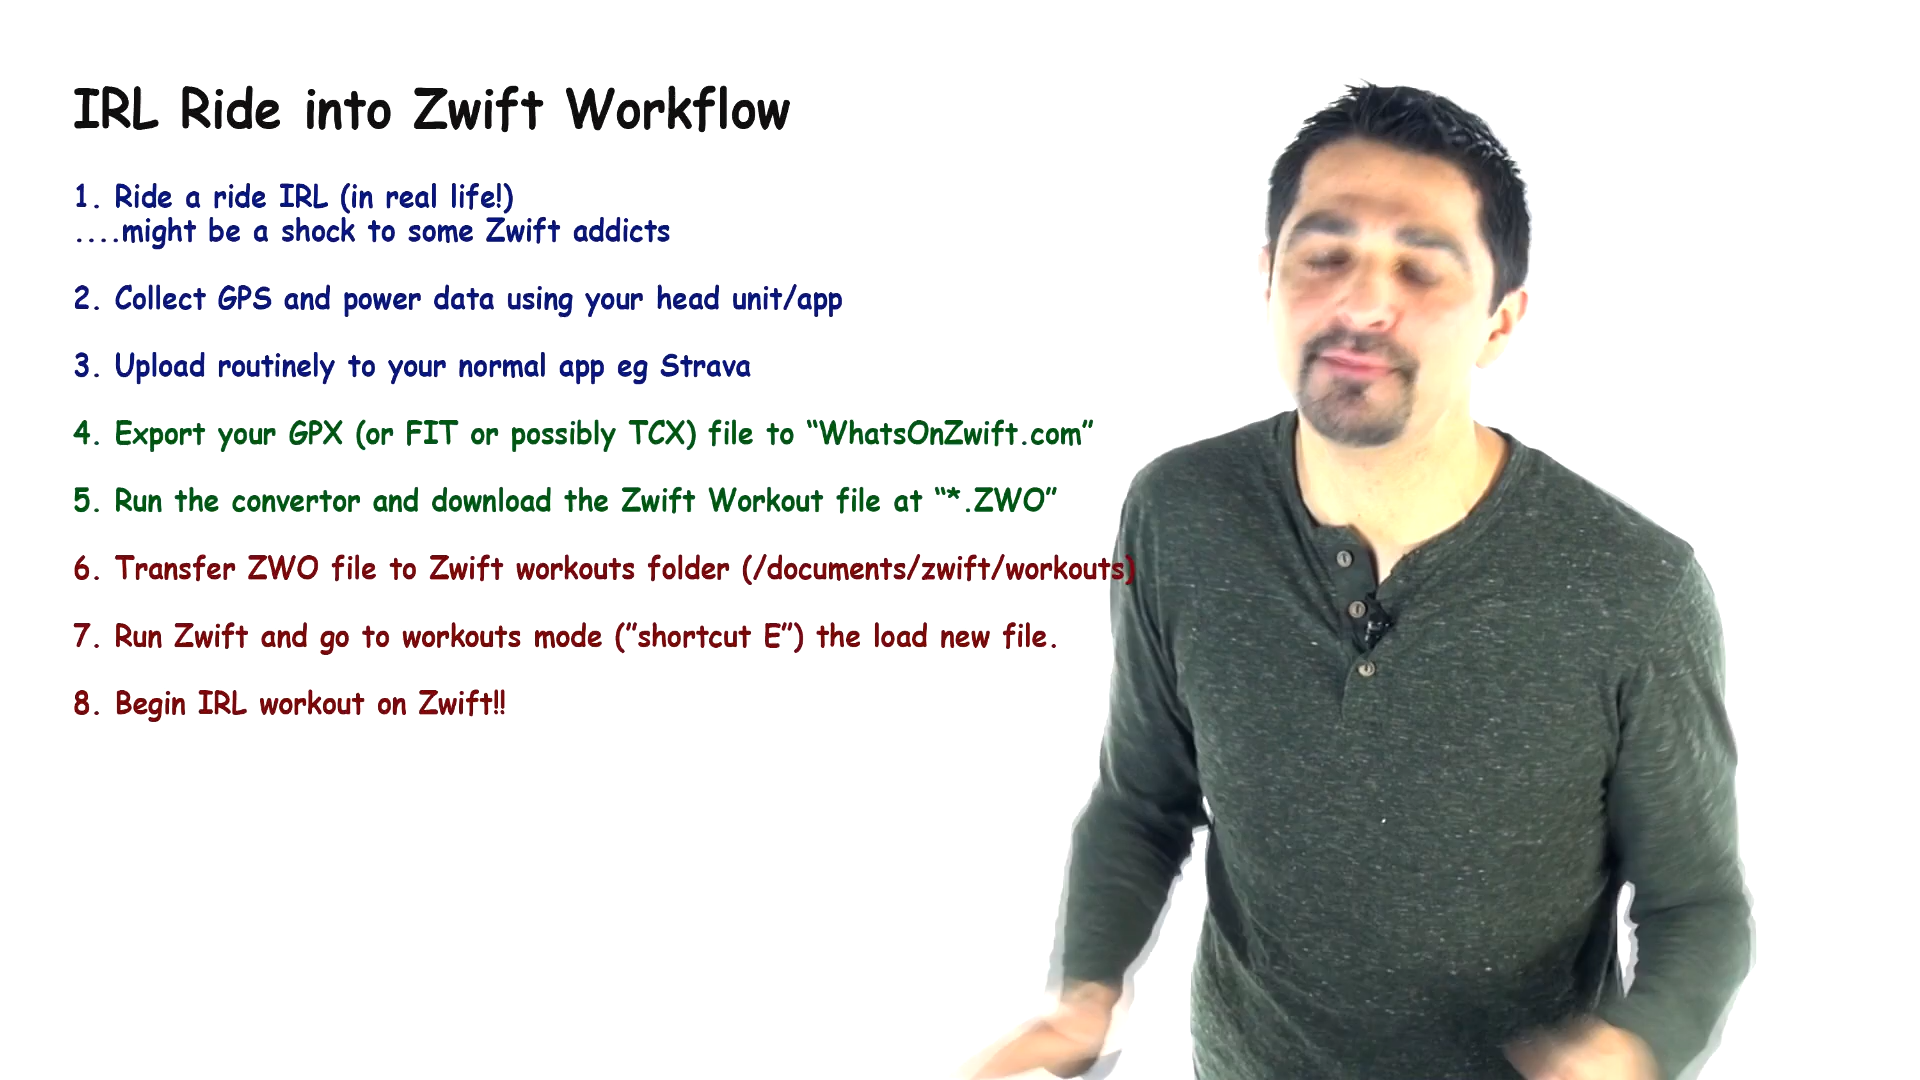 IRL Ride into Zwift Workflow
1. Ride a ride IRL (in real life!)
....might be a shock to some Zwift addicts
2. Collect GPS and power data using your head unit/app
3. Upload routinely to your normal app eg Strava
4. Export your GPX (or FIT or possibly TCX) file to “WhatsOnZwift.com”
5. Run the convertor and download the Zwift Workout file at “*.ZWO”
6. Transfer ZWO file to Zwift workouts folder (/documents/zwift/workouts)
7. Run Zwift and go to workouts mode (”shortcut E”) the load new file.
8. Begin IRL workout on Zwift!!